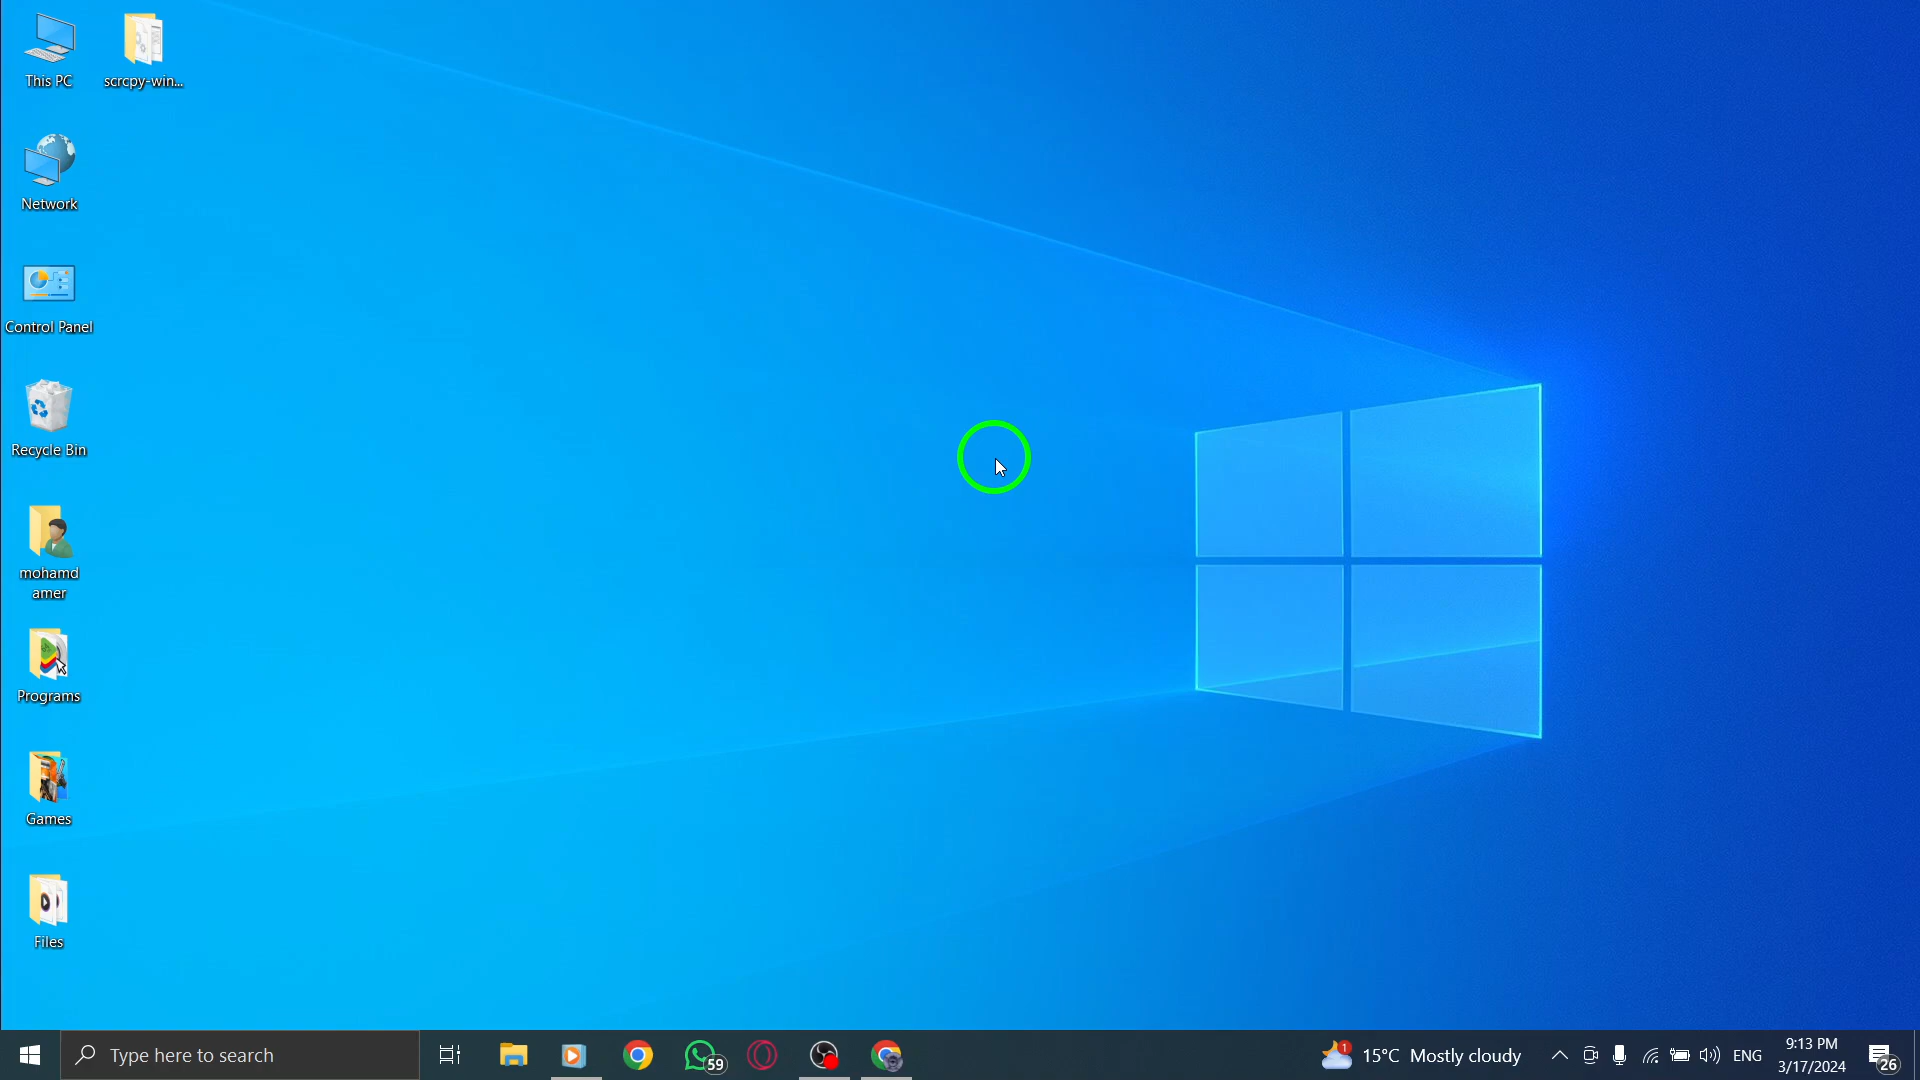 This PC
scrcpy-win...
Network
Control Panel
Recycle Bin
mohamd
amer
Programs
Games
Files
Type here to search
59
1
15°C Mostly cloudy
ENG
9:13 PM
3/17/2024
26